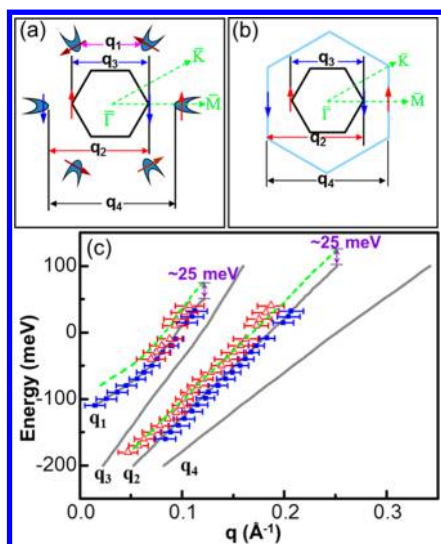 (a)
q₁
q₃
K̄
Γ̄
M̄
q₂
q₄
(b)
q₃
K̄
Γ̄
M̄
q₂
q₄
(c)
~25 meV
~25 meV
100
0
-100
-200
Energy (meV)
q₁
q₃
q₂
q₄
0.0 0.1 0.2 0.3
q (Å⁻¹)